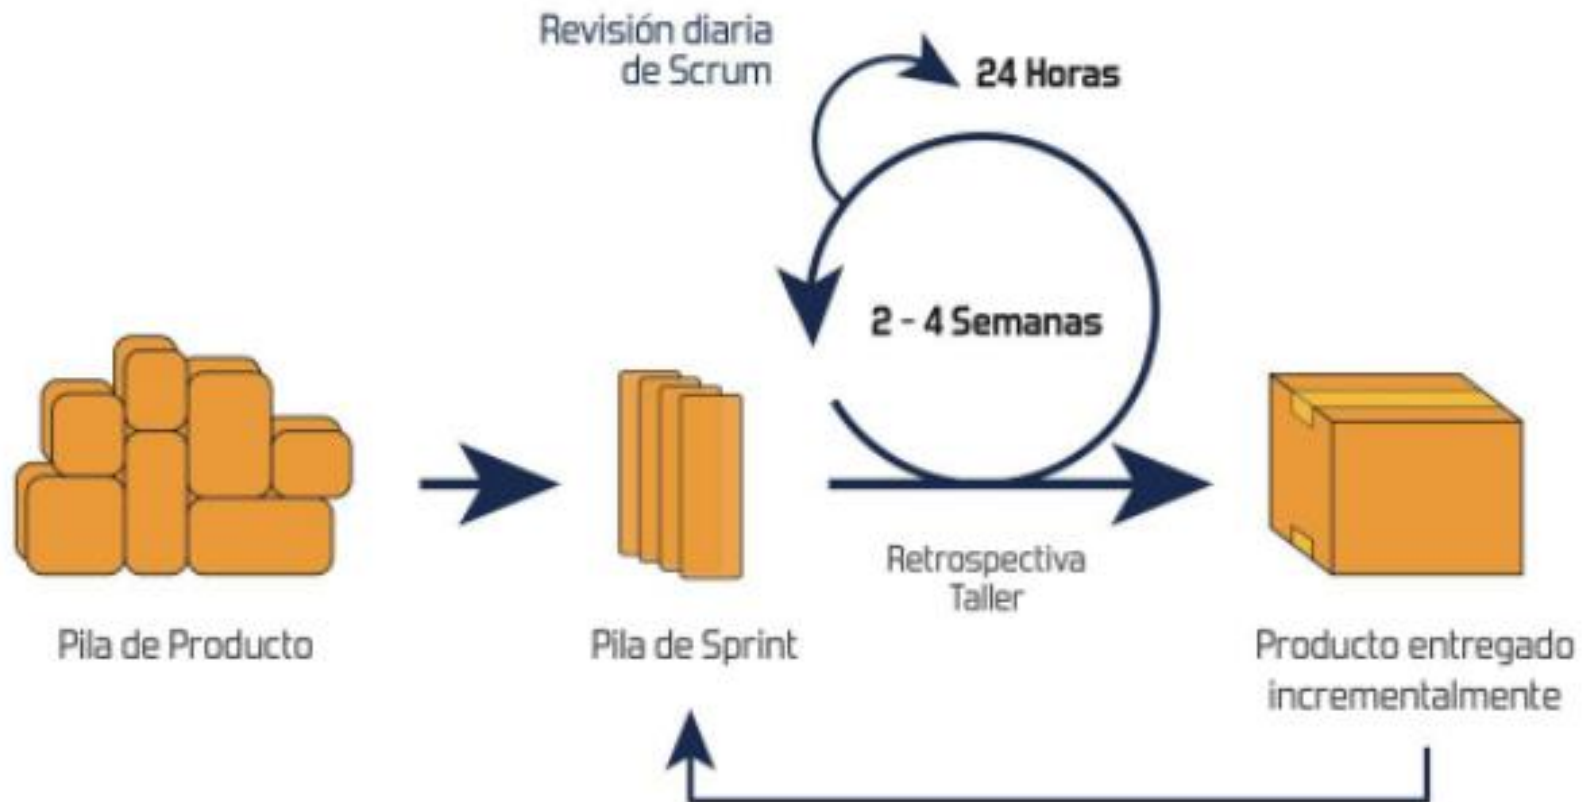 Revisión diaria
de Scrum
24 Horas
2 - 4 Semanas
Retrospectiva
Taller
Pila de Producto
Pila de Sprint
Producto entregado
incrementalmente